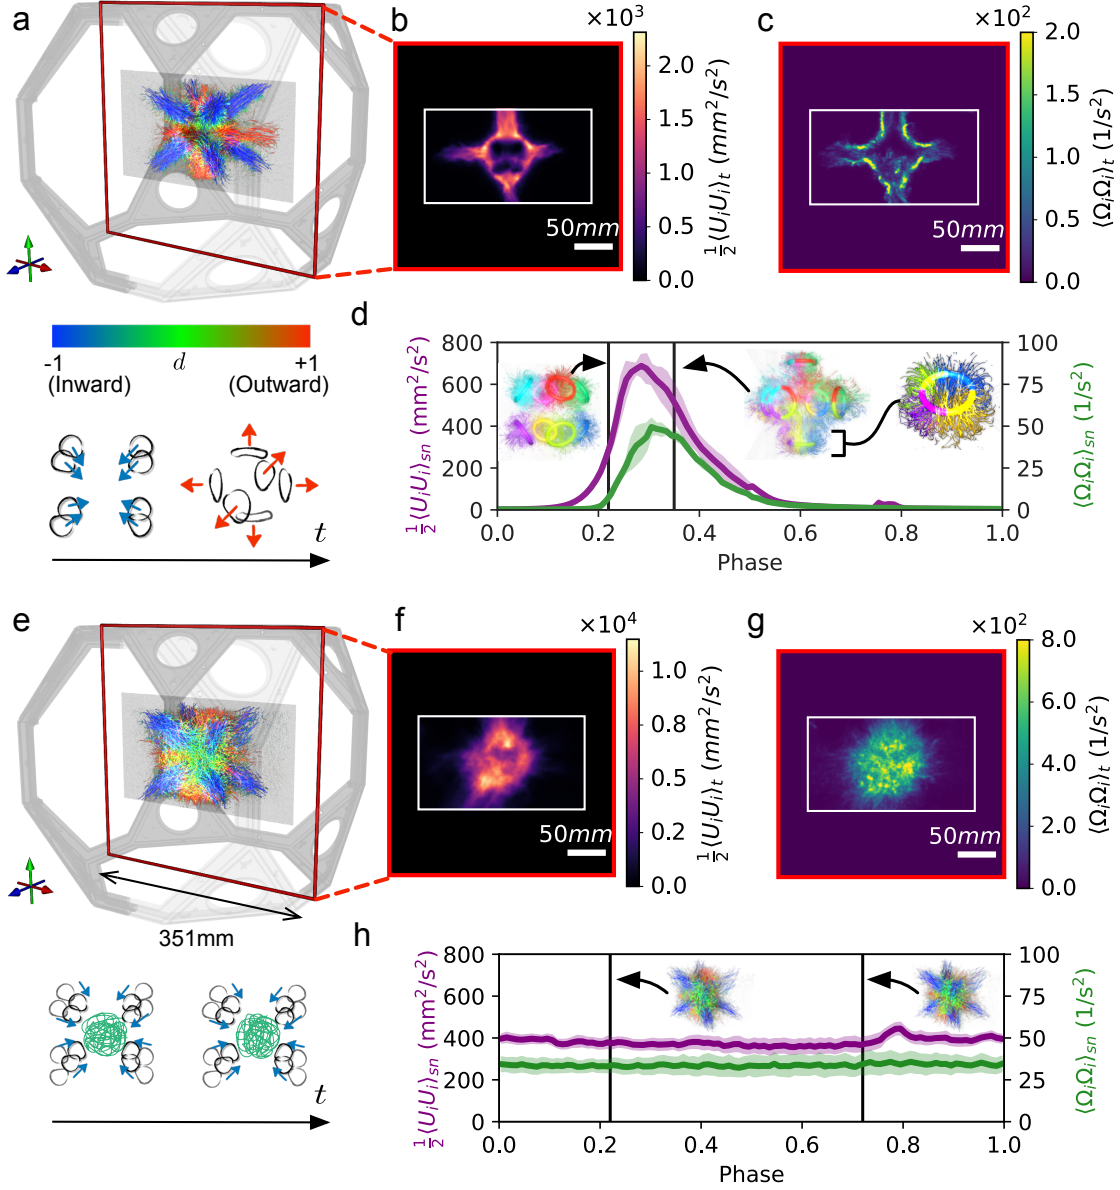 a
b
×10³
2.0
1.5
1.0
0.5
0.0
½⟨UᵢUᵢ⟩ₜ (mm²/s²)
50mm
c
×10²
2.0
1.5
1.0
0.5
0.0
⟨ΩᵢΩᵢ⟩ₜ (1/s²)
50mm
-1
d
+1
(Inward)
(Outward)
t
d
800
600
400
200
0
½⟨UᵢUᵢ⟩ₛₙ (mm²/s²)
100
75
50
25
0
⟨ΩᵢΩᵢ⟩ₛₙ (1/s²)
0.0
0.2
0.4
0.6
0.8
1.0
Phase
e
351mm
f
×10⁴
1.0
0.8
0.4
0.2
0.0
½⟨UᵢUᵢ⟩ₜ (mm²/s²)
50mm
g
×10²
8.0
6.0
4.0
2.0
0.0
⟨ΩᵢΩᵢ⟩ₜ (1/s²)
50mm
t
h
800
600
400
200
0
½⟨UᵢUᵢ⟩ₛₙ (mm²/s²)
100
75
50
25
0
⟨ΩᵢΩᵢ⟩ₛₙ (1/s²)
0.0
0.2
0.4
0.6
0.8
1.0
Phase